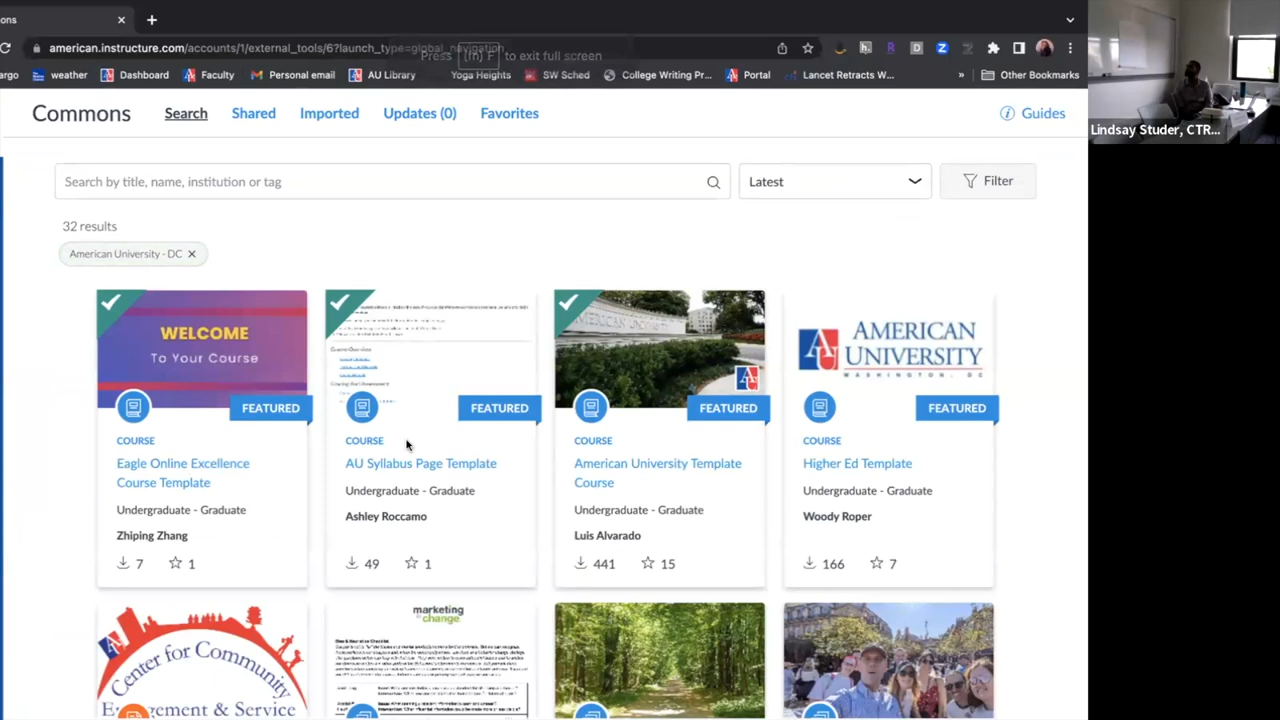 ons
american.instructure.com/accounts/1/external_tools/6?launch_type=global_navigation
Press (fn) F to exit full screen
argo weather Dashboard Faculty Personal email AU Library Yoga Heights SW Sched College Writing Pr... Portal Lancet Retracts W... » Other Bookmarks
Lindsay Studer, CTR...
Commons Search Shared Imported Updates (0) Favorites Guides
Search by title, name, institution or tag
Latest
Filter
32 results
American University - DC
WELCOME
To Your Course
FEATURED
COURSE
Eagle Online Excellence
Course Template
Undergraduate - Graduate
Zhiping Zhang
7 1
FEATURED
COURSE
AU Syllabus Page Template
Undergraduate - Graduate
Ashley Roccamo
49 1
FEATURED
COURSE
American University Template
Course
Undergraduate - Graduate
Luis Alvarado
441 15
AMERICAN
UNIVERSITY
WASHINGTON, DC
FEATURED
COURSE
Higher Ed Template
Undergraduate - Graduate
Woody Roper
166 7
for Community
Engagement & Service
marketing
change